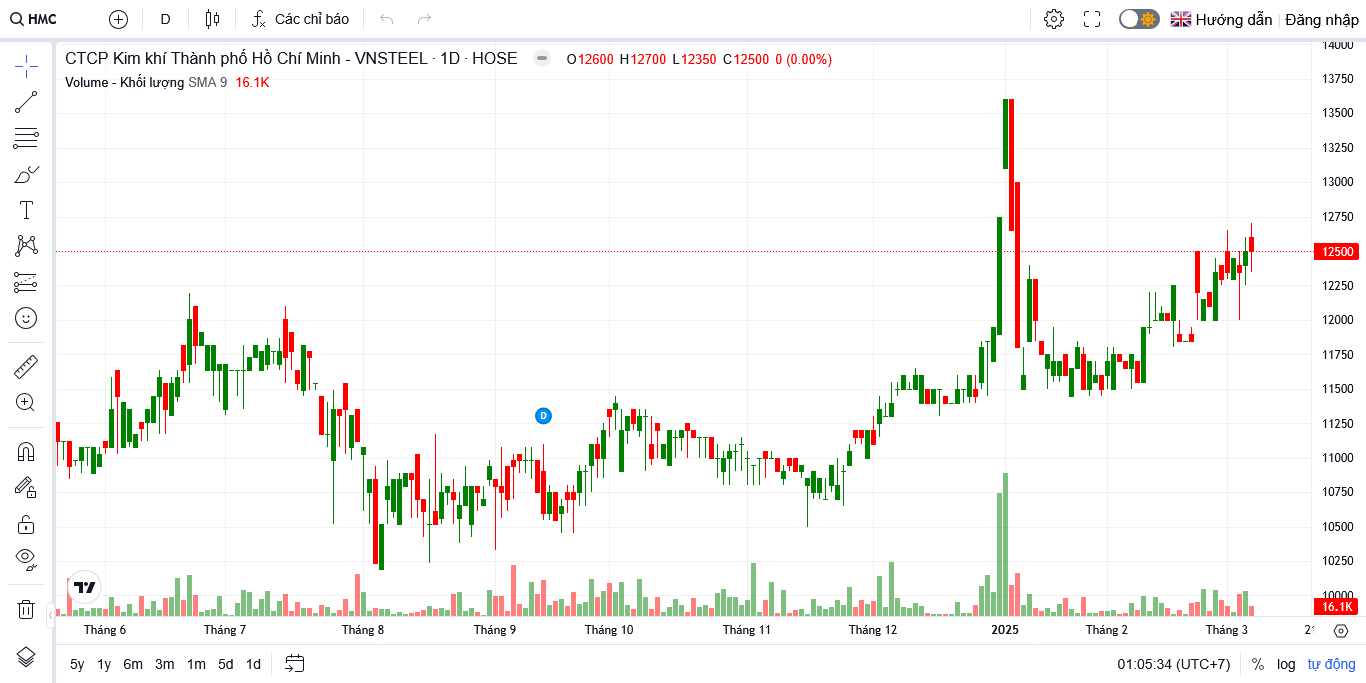 HMC D Các chỉ báo Hướng dẫn Đăng nhập
CTCP Kim khí Thành phố Hồ Chí Minh - VNSTEEL · 1D · HOSE O12600 H12700 L12350 C12500 0 (0.00%)
Volume - Khối lượng SMA 9 16.1K
14000
13750
13500
13250
13000
12750
12500
12250
12000
11750
11500
11250
11000
10750
10500
10250
10000
16.1K
D
Tháng 6 Tháng 7 Tháng 8 Tháng 9 Tháng 10 Tháng 11 Tháng 12 2025 Tháng 2 Tháng 3
5y 1y 6m 3m 1m 5d 1d 01:05:34 (UTC+7) % log tự động